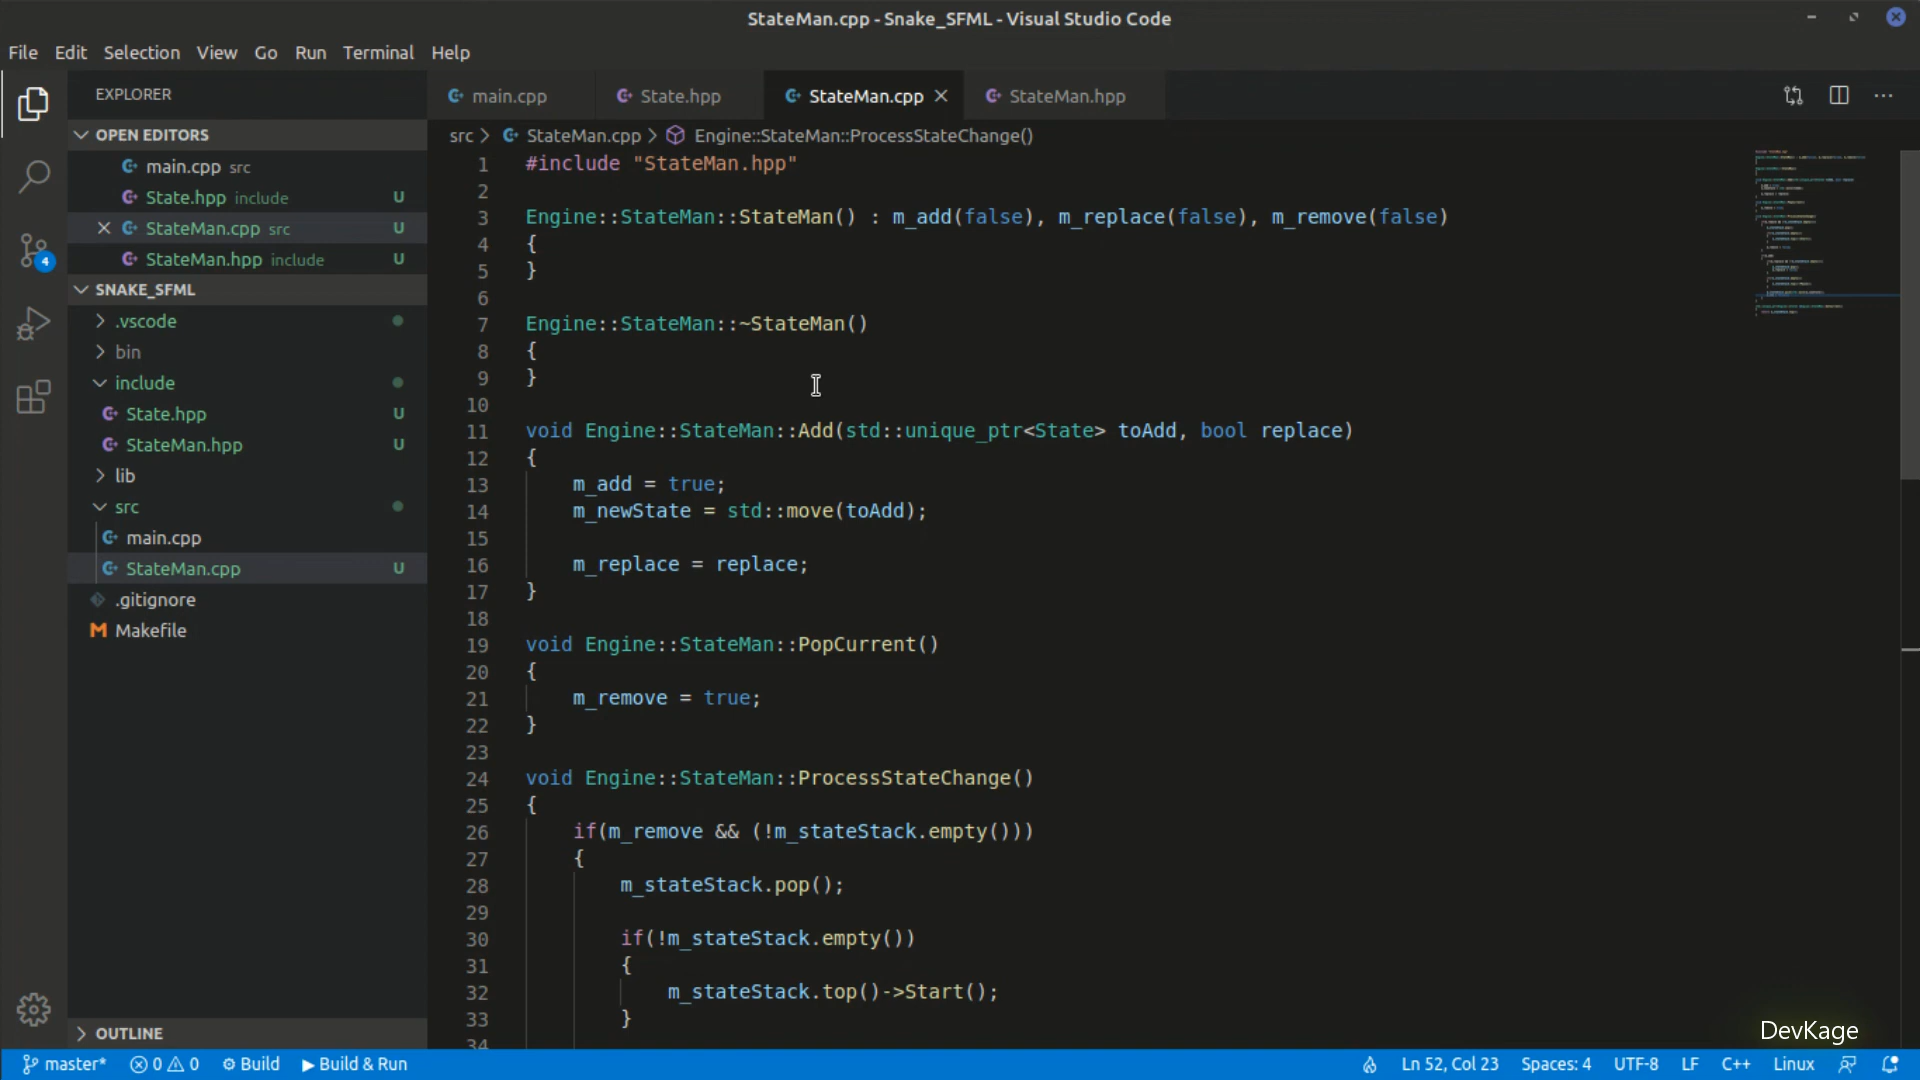 StateMan.cpp - Snake_SFML - Visual Studio Code
File Edit Selection View Go Run Terminal Help
EXPLORER
OPEN EDITORS
main.cpp src
State.hpp include U
StateMan.cpp src U
StateMan.hpp include U
SNAKE_SFML
.vscode
bin
include
State.hpp U
StateMan.hpp U
lib
src
main.cpp
StateMan.cpp U
.gitignore
Makefile
OUTLINE
4
main.cpp State.hpp StateMan.cpp StateMan.hpp
src > StateMan.cpp > Engine::StateMan::ProcessStateChange()
1 #include "StateMan.hpp"
2
3 Engine::StateMan::StateMan() : m_add(false), m_replace(false), m_remove(false)
4 {
5 }
6
7 Engine::StateMan::~StateMan()
8 {
9 }
10
11 void Engine::StateMan::Add(std::unique_ptr<State> toAdd, bool replace)
12 {
13 m_add = true;
14 m_newState = std::move(toAdd);
15
16 m_replace = replace;
17 }
18
19 void Engine::StateMan::PopCurrent()
20 {
21 m_remove = true;
22 }
23
24 void Engine::StateMan::ProcessStateChange()
25 {
26 if(m_remove && (!m_stateStack.empty()))
27 {
28 m_stateStack.pop();
29
30 if(!m_stateStack.empty())
31 {
32 m_stateStack.top()->Start();
33 }
34
DevKage
master* 0 0 Build Build & Run Ln 52, Col 23 Spaces: 4 UTF-8 LF C++ Linux